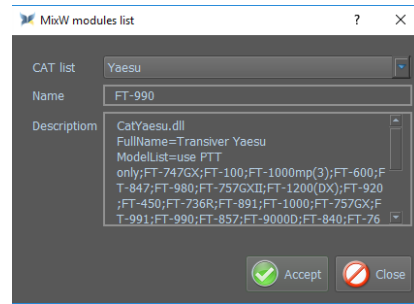 MixW modules list
?
CAT list
Yaesu
Name
FT-990
Descriptiom
CatYaesu.dll
FullName=Transiver Yaesu
ModelList=use PTT
only;FT-747GX;FT-100;FT-1000mp(3);FT-600;F
T-847;FT-980;FT-757GXII;FT-1200(DX);FT-920
;FT-450;FT-736R;FT-891;FT-1000;FT-757GX;F
T-991;FT-990;FT-857;FT-9000D;FT-840;FT-76
Accept
Close